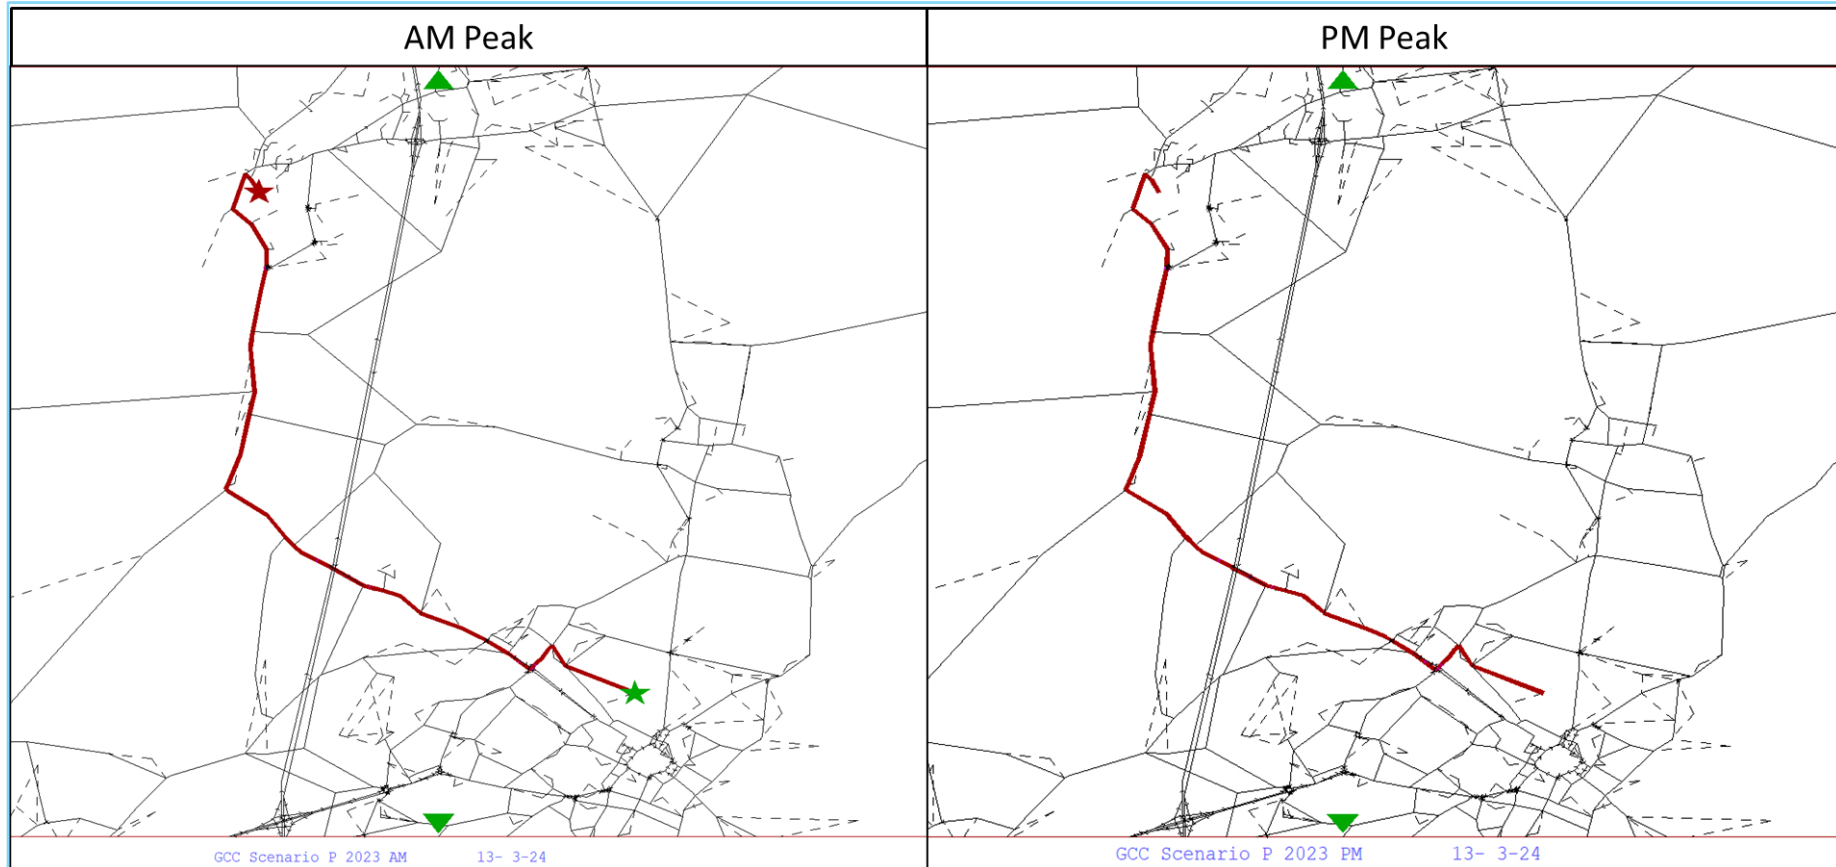 AM Peak
PM Peak
GCC Scenario P 2023 AM 13- 3-24
GCC Scenario P 2023 PM 13- 3-24